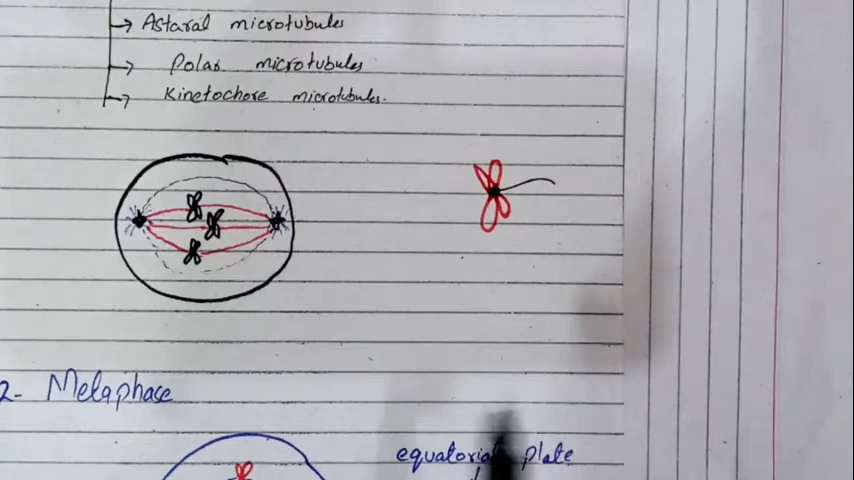 Astaral microtubules
Polar microtubules
Kinetochore microtubules.
2- Metaphase
equatorial plate